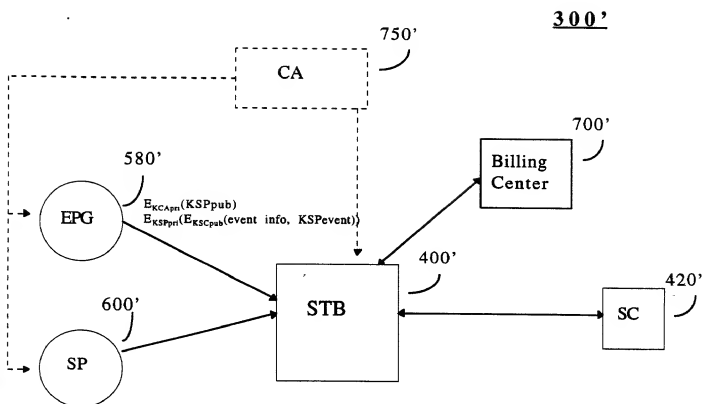 300'
750'
CA
580'
700'
Billing
Center
EPG
E_KCApri(KSPpub)
E_KSPpri(E_KSCpub(event info, KSPevent))
400'
420'
STB
SC
600'
SP